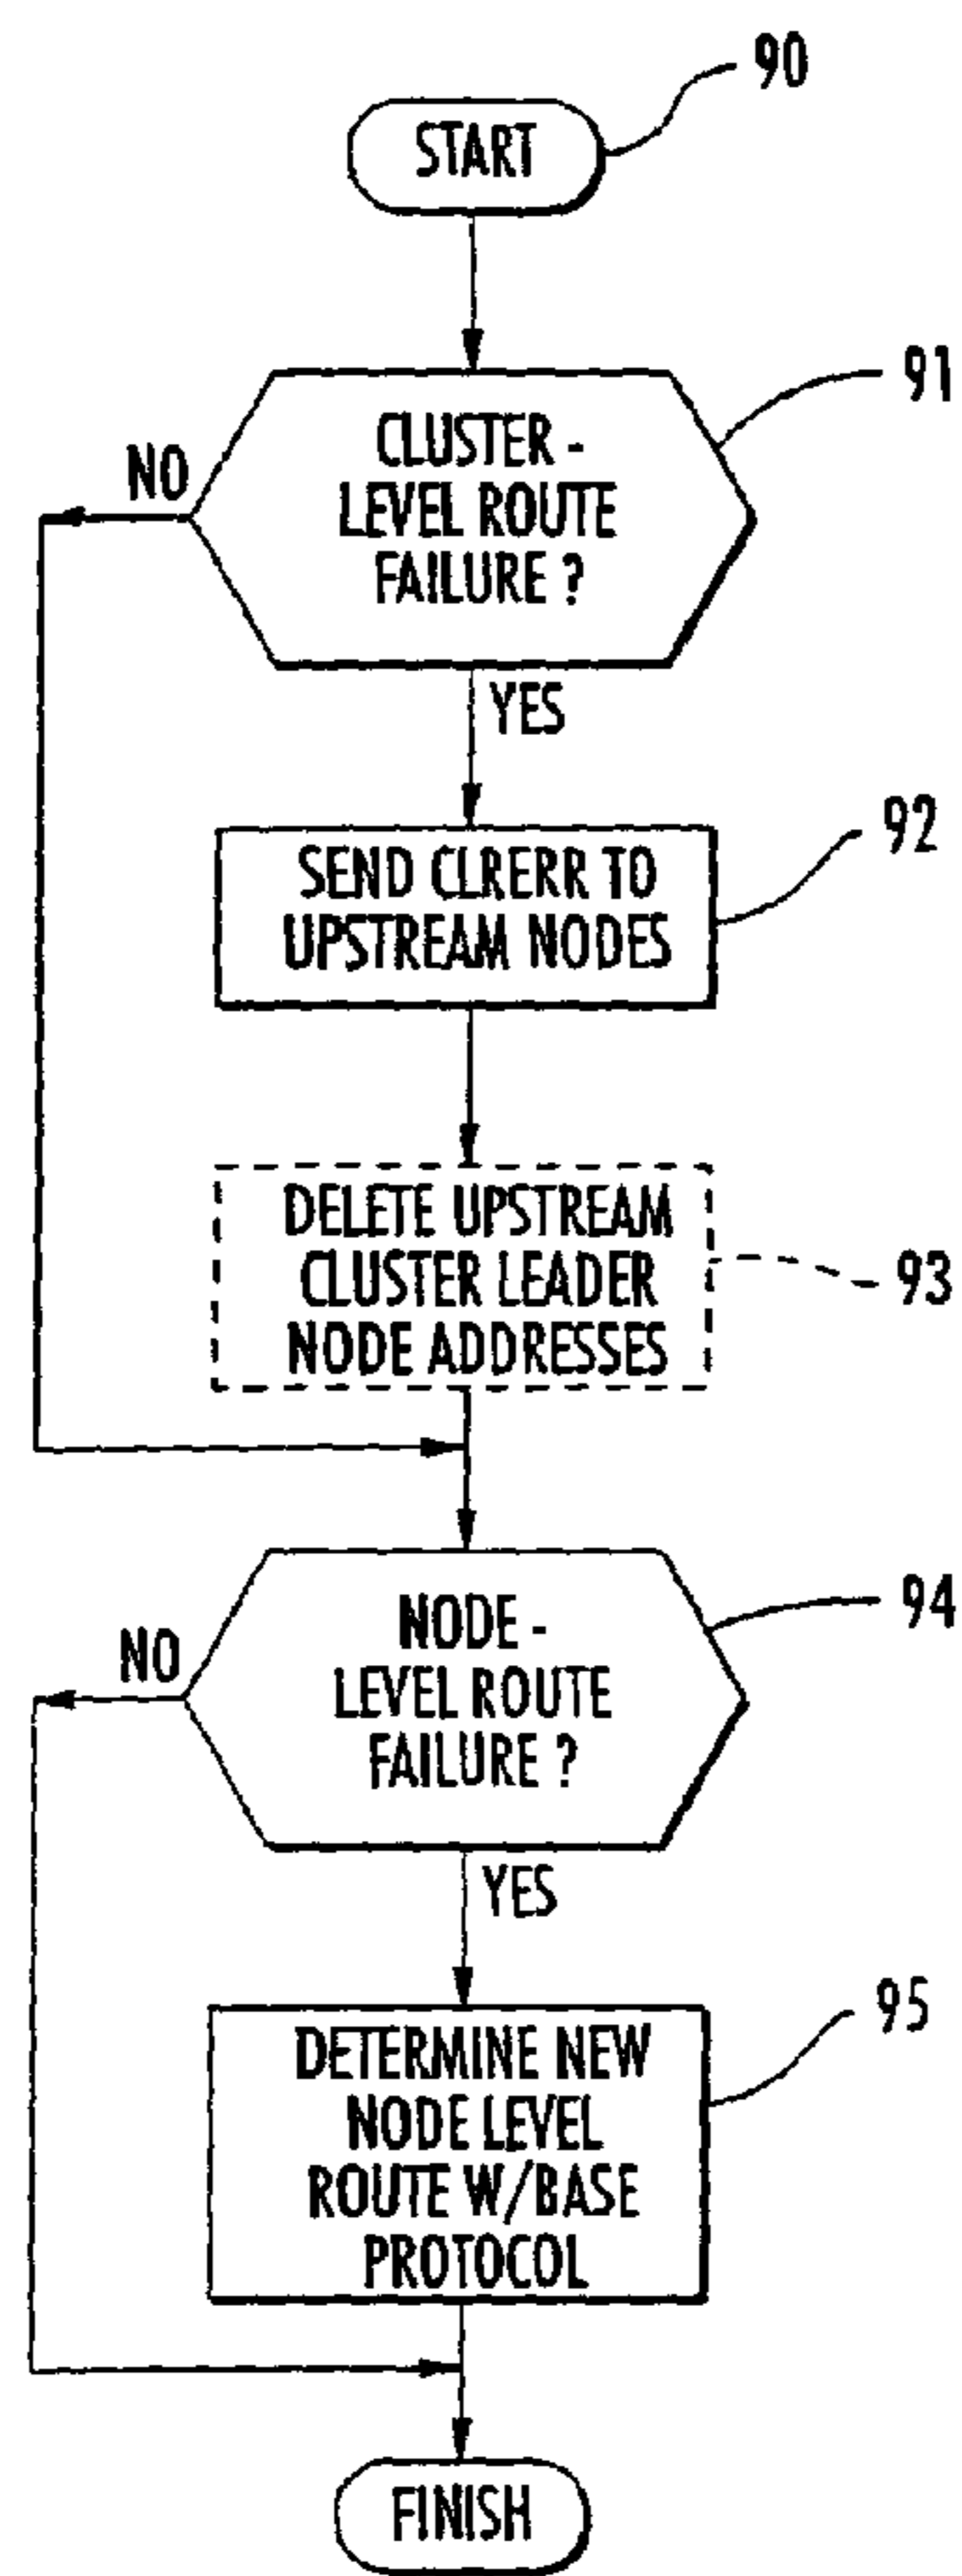 90
START
91
CLUSTER -
LEVEL ROUTE
FAILURE ?
NO
YES
92
SEND CLRERR TO
UPSTREAM NODES
DELETE UPSTREAM
CLUSTER LEADER
NODE ADDRESSES
93
NODE -
LEVEL ROUTE
FAILURE ?
94
NO
YES
95
DETERMINE NEW
NODE LEVEL
ROUTE W/BASE
PROTOCOL
FINISH